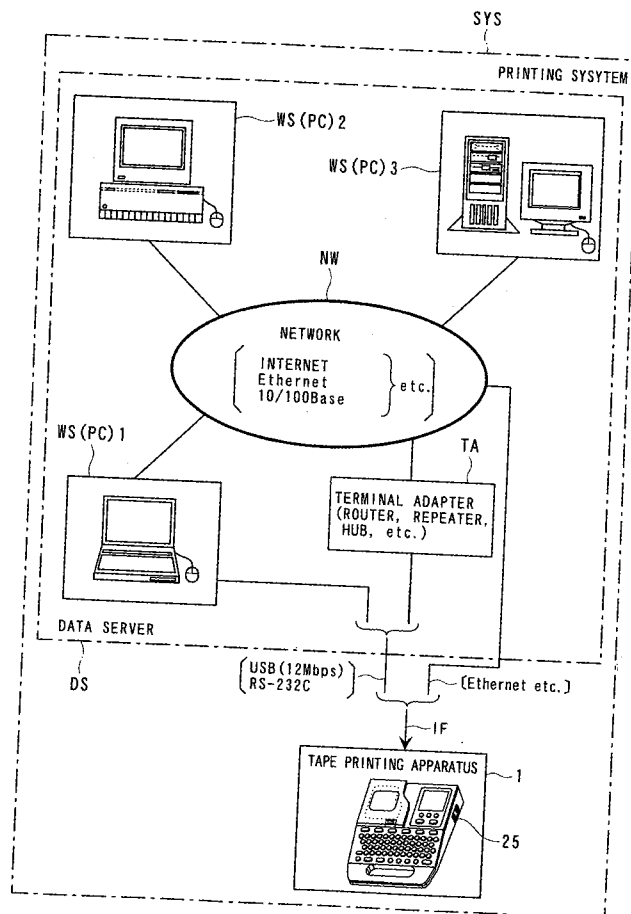 SYS
PRINTING SYSYTEM
WS(PC)2
WS(PC)3
NW
NETWORK
INTERNET
Ethernet
10/100Base
etc.
WS(PC)1
TA
TERMINAL ADAPTER
(ROUTER, REPEATER,
HUB, etc.)
DATA SERVER
DS
USB(12Mbps)
RS-232C
[Ethernet etc.]
IF
TAPE PRINTING APPARATUS
1
25